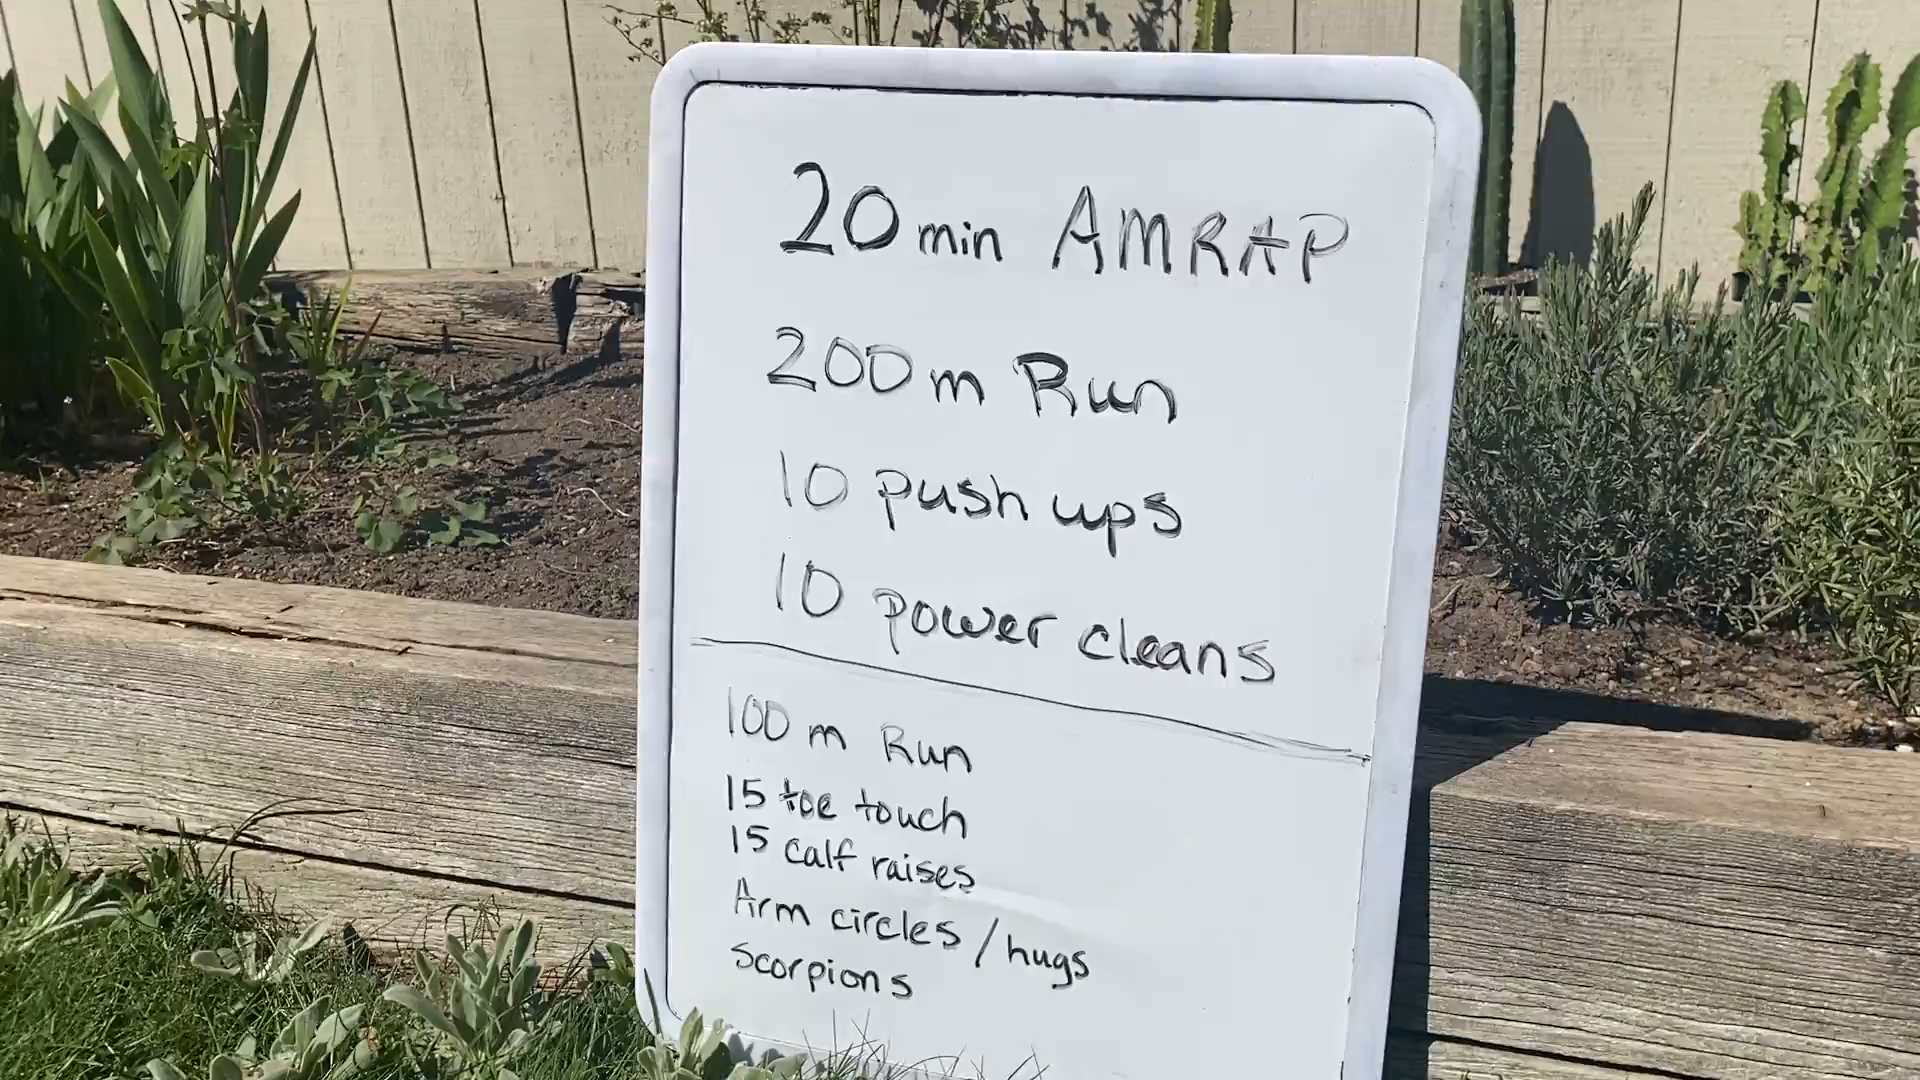 20 min AMRAP
200 m Run
10 push ups
10 power cleans
100 m Run
15 toe touch
15 calf raises
Arm circles / hugs
scorpions